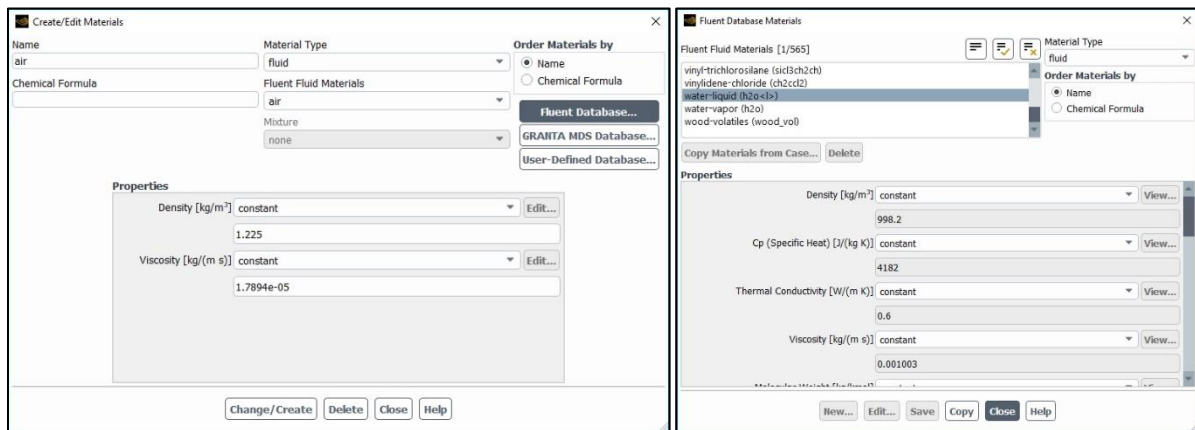 Create/Edit Materials
Name
Material Type
Order Materials by
air
fluid
Name
Chemical Formula
Chemical Formula
Fluent Fluid Materials
air
Fluent Database...
Mixture
none
GRANTA MDS Database...
User-Defined Database...
Properties
Density [kg/m³] constant Edit...
1.225
Viscosity [kg/(m s)] constant Edit...
1.7894e-05
Change/Create Delete Close Help
Fluent Database Materials
Fluent Fluid Materials [1/565]
Material Type
fluid
vinyl-trichlorosilane (sicl3ch2ch)
vinylidene-chloride (ch2ccl2)
water-liquid (h2o<l>)
water-vapor (h2o)
wood-volatiles (wood_vol)
Order Materials by
Name
Chemical Formula
Copy Materials from Case... Delete
Properties
Density [kg/m³] constant View...
998.2
Cp (Specific Heat) [J/(kg K)] constant View...
4182
Thermal Conductivity [W/(m K)] constant View...
0.6
Viscosity [kg/(m s)] constant View...
0.001003
New... Edit... Save Copy Close Help